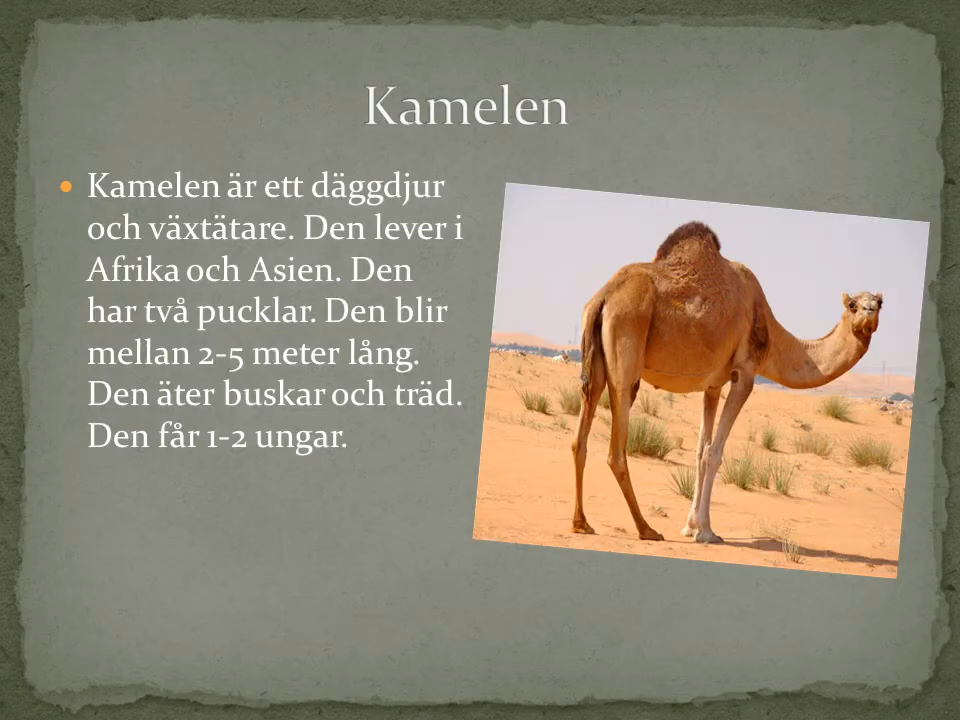 Kamelen
Kamelen är ett däggdjur
och växtätare. Den lever i
Afrika och Asien. Den
har två pucklar. Den blir
mellan 2-5 meter lång.
Den äter buskar och träd.
Den får 1-2 ungar.